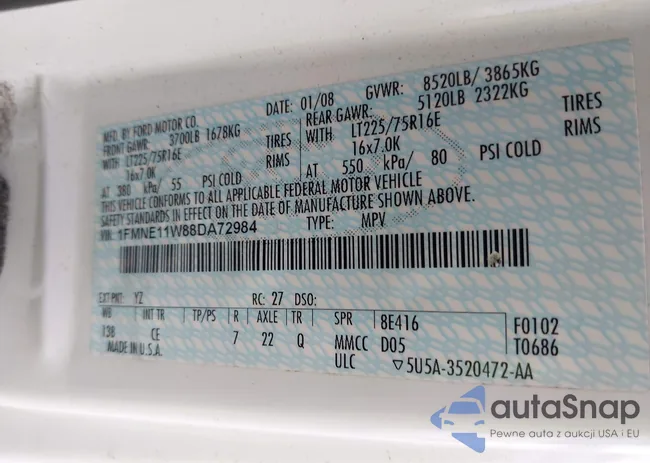 MFD. BY FORD MOTOR CO. DATE: 01/08 GVWR: 8520LB/ 3865KG
FRONT GAWR: 3700LB 1678KG REAR GAWR: 5120LB 2322KG
WITH LT225/75R16E TIRES WITH LT225/75R16E TIRES
16x7.0K RIMS 16x7.0K RIMS
AT 380 kPa/ 55 PSI COLD AT 550 kPa/ 80 PSI COLD
THIS VEHICLE CONFORMS TO ALL APPLICABLE FEDERAL MOTOR VEHICLE
SAFETY STANDARDS IN EFFECT ON THE DATE OF MANUFACTURE SHOWN ABOVE.
VIN: 1FMNE11W88DA72984 TYPE: MPV
EXT PNT: YZ RC: 27 DSO:
WB INT TR TP/PS R AXLE TR SPR 8E416 F0102
138 CE 7 22 Q MMCC D05 T0686
MADE IN U.S.A. ULC ▽5U5A-3520472-AA
autaSnap
Pewne auta z aukcji USA i EU